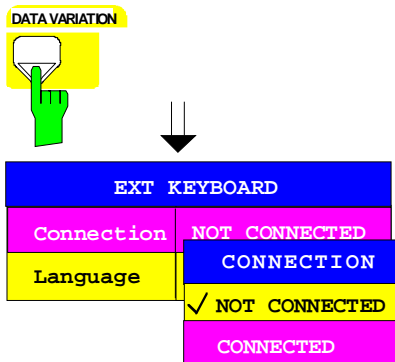 DATA VARIATION
EXT KEYBOARD
Connection NOT CONNECTED
Language
CONNECTION
✓ NOT CONNECTED
CONNECTED